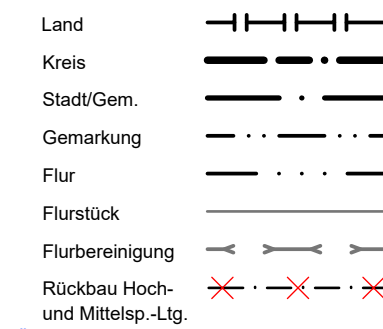 Land
Kreis
Stadt/Gem.
Gemarkung
Flur
Flurstück
Flurbereinigung
Rückbau Hoch-
und Mittelsp.-Ltg.